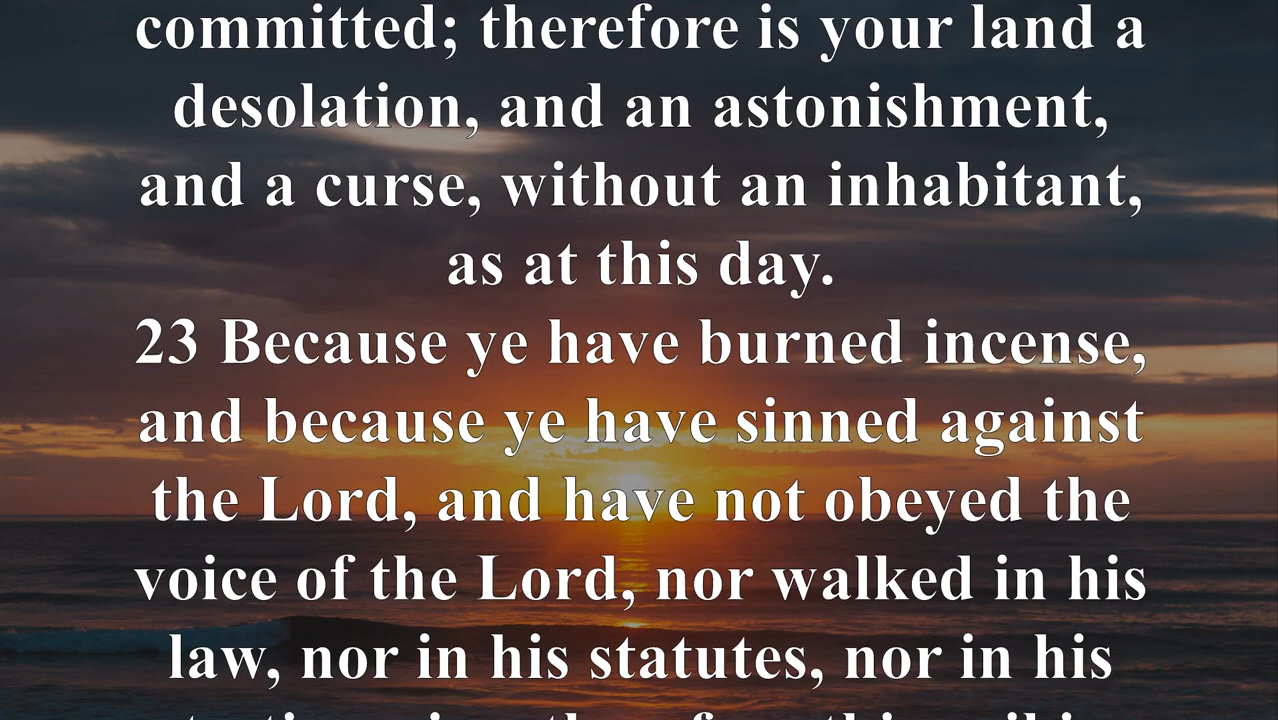 committed; therefore is your land a
desolation, and an astonishment,
and a curse, without an inhabitant,
as at this day.
23 Because ye have burned incense,
and because ye have sinned against
the Lord, and have not obeyed the
voice of the Lord, nor walked in his
law, nor in his statutes, nor in his